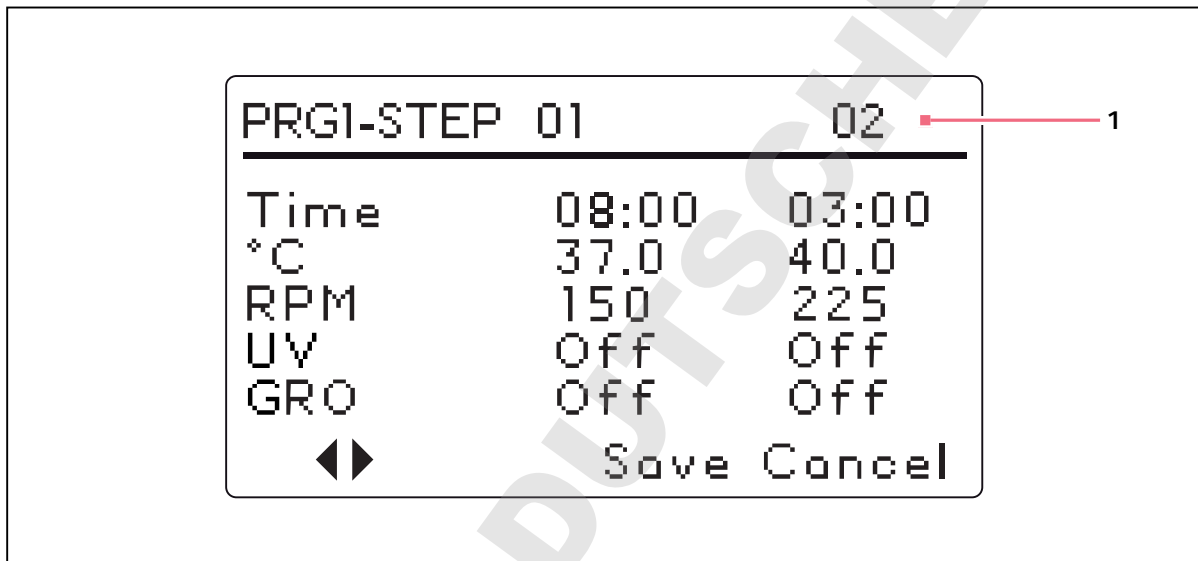 PRG1-STEP 01 02 1
Time 08:00 03:00
°C 37.0 40.0
RPM 150 225
UV Off Off
GRO Off Off
Save Cancel
DUTSCHE